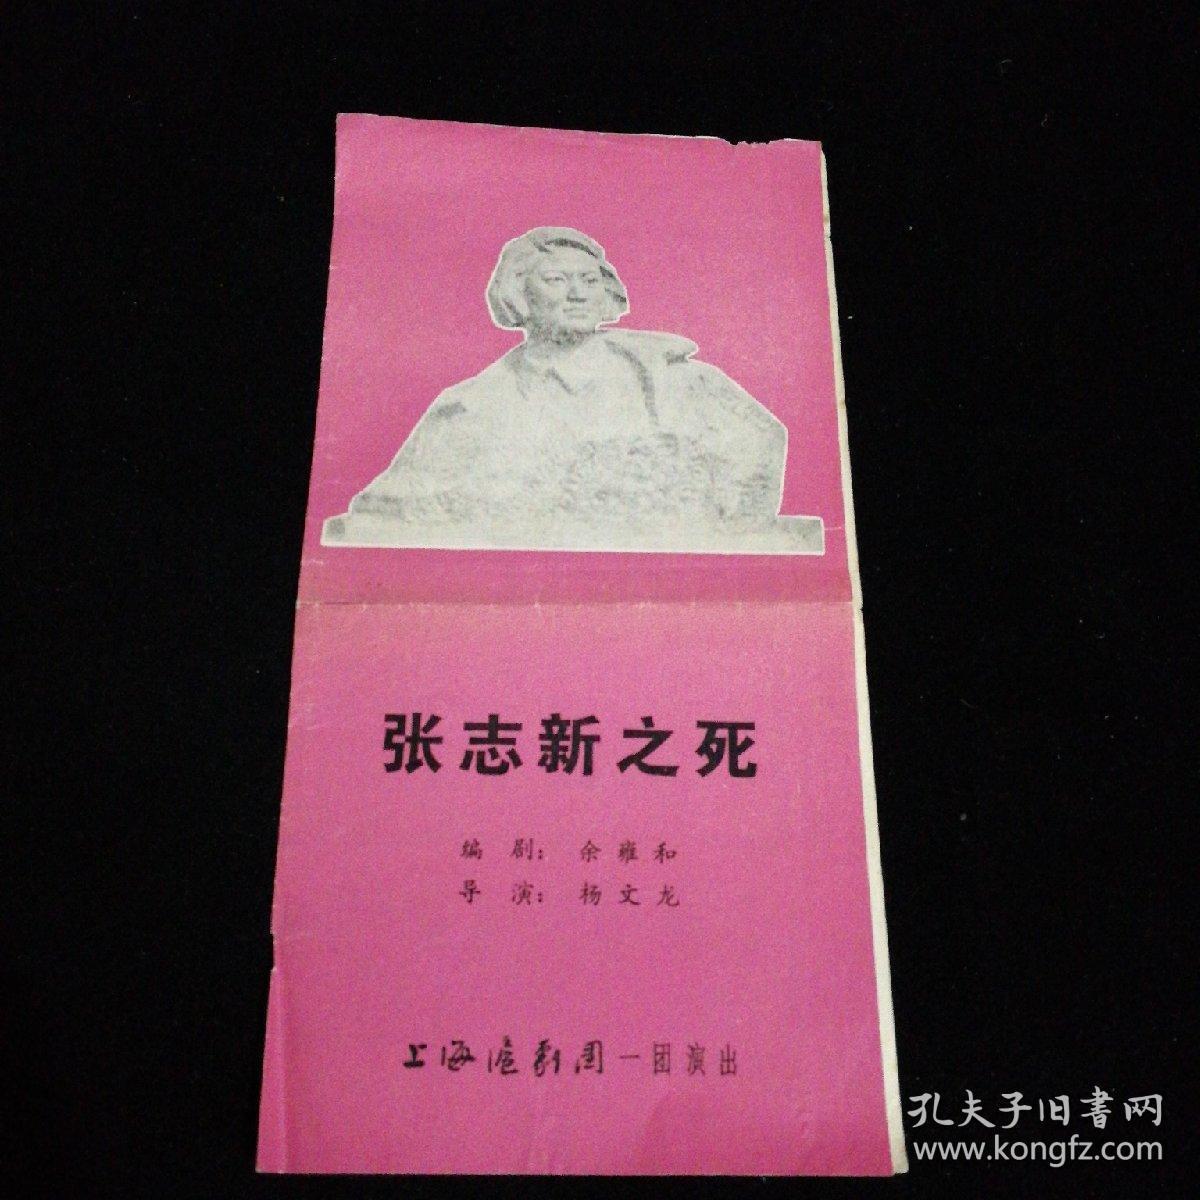 张志新之死
编剧：余雍和
导演：杨文龙
上海沪剧团一团演出
孔夫子旧書网
www.kongfz.com